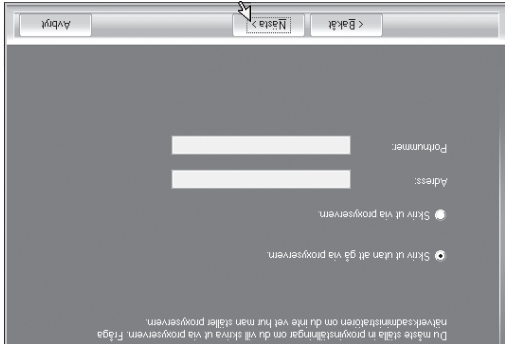 Du måste ställa in proxyinställningar om du vill skriva ut via proxyservern. Fråga
nätverksadministratören om du inte vet hur man ställer proxyservern.
Skriv ut utan att gå via proxyservern.
Skriv ut via proxyservern.
Adress:
Portnummer:
< Bakåt
Nästa >
Avbryt